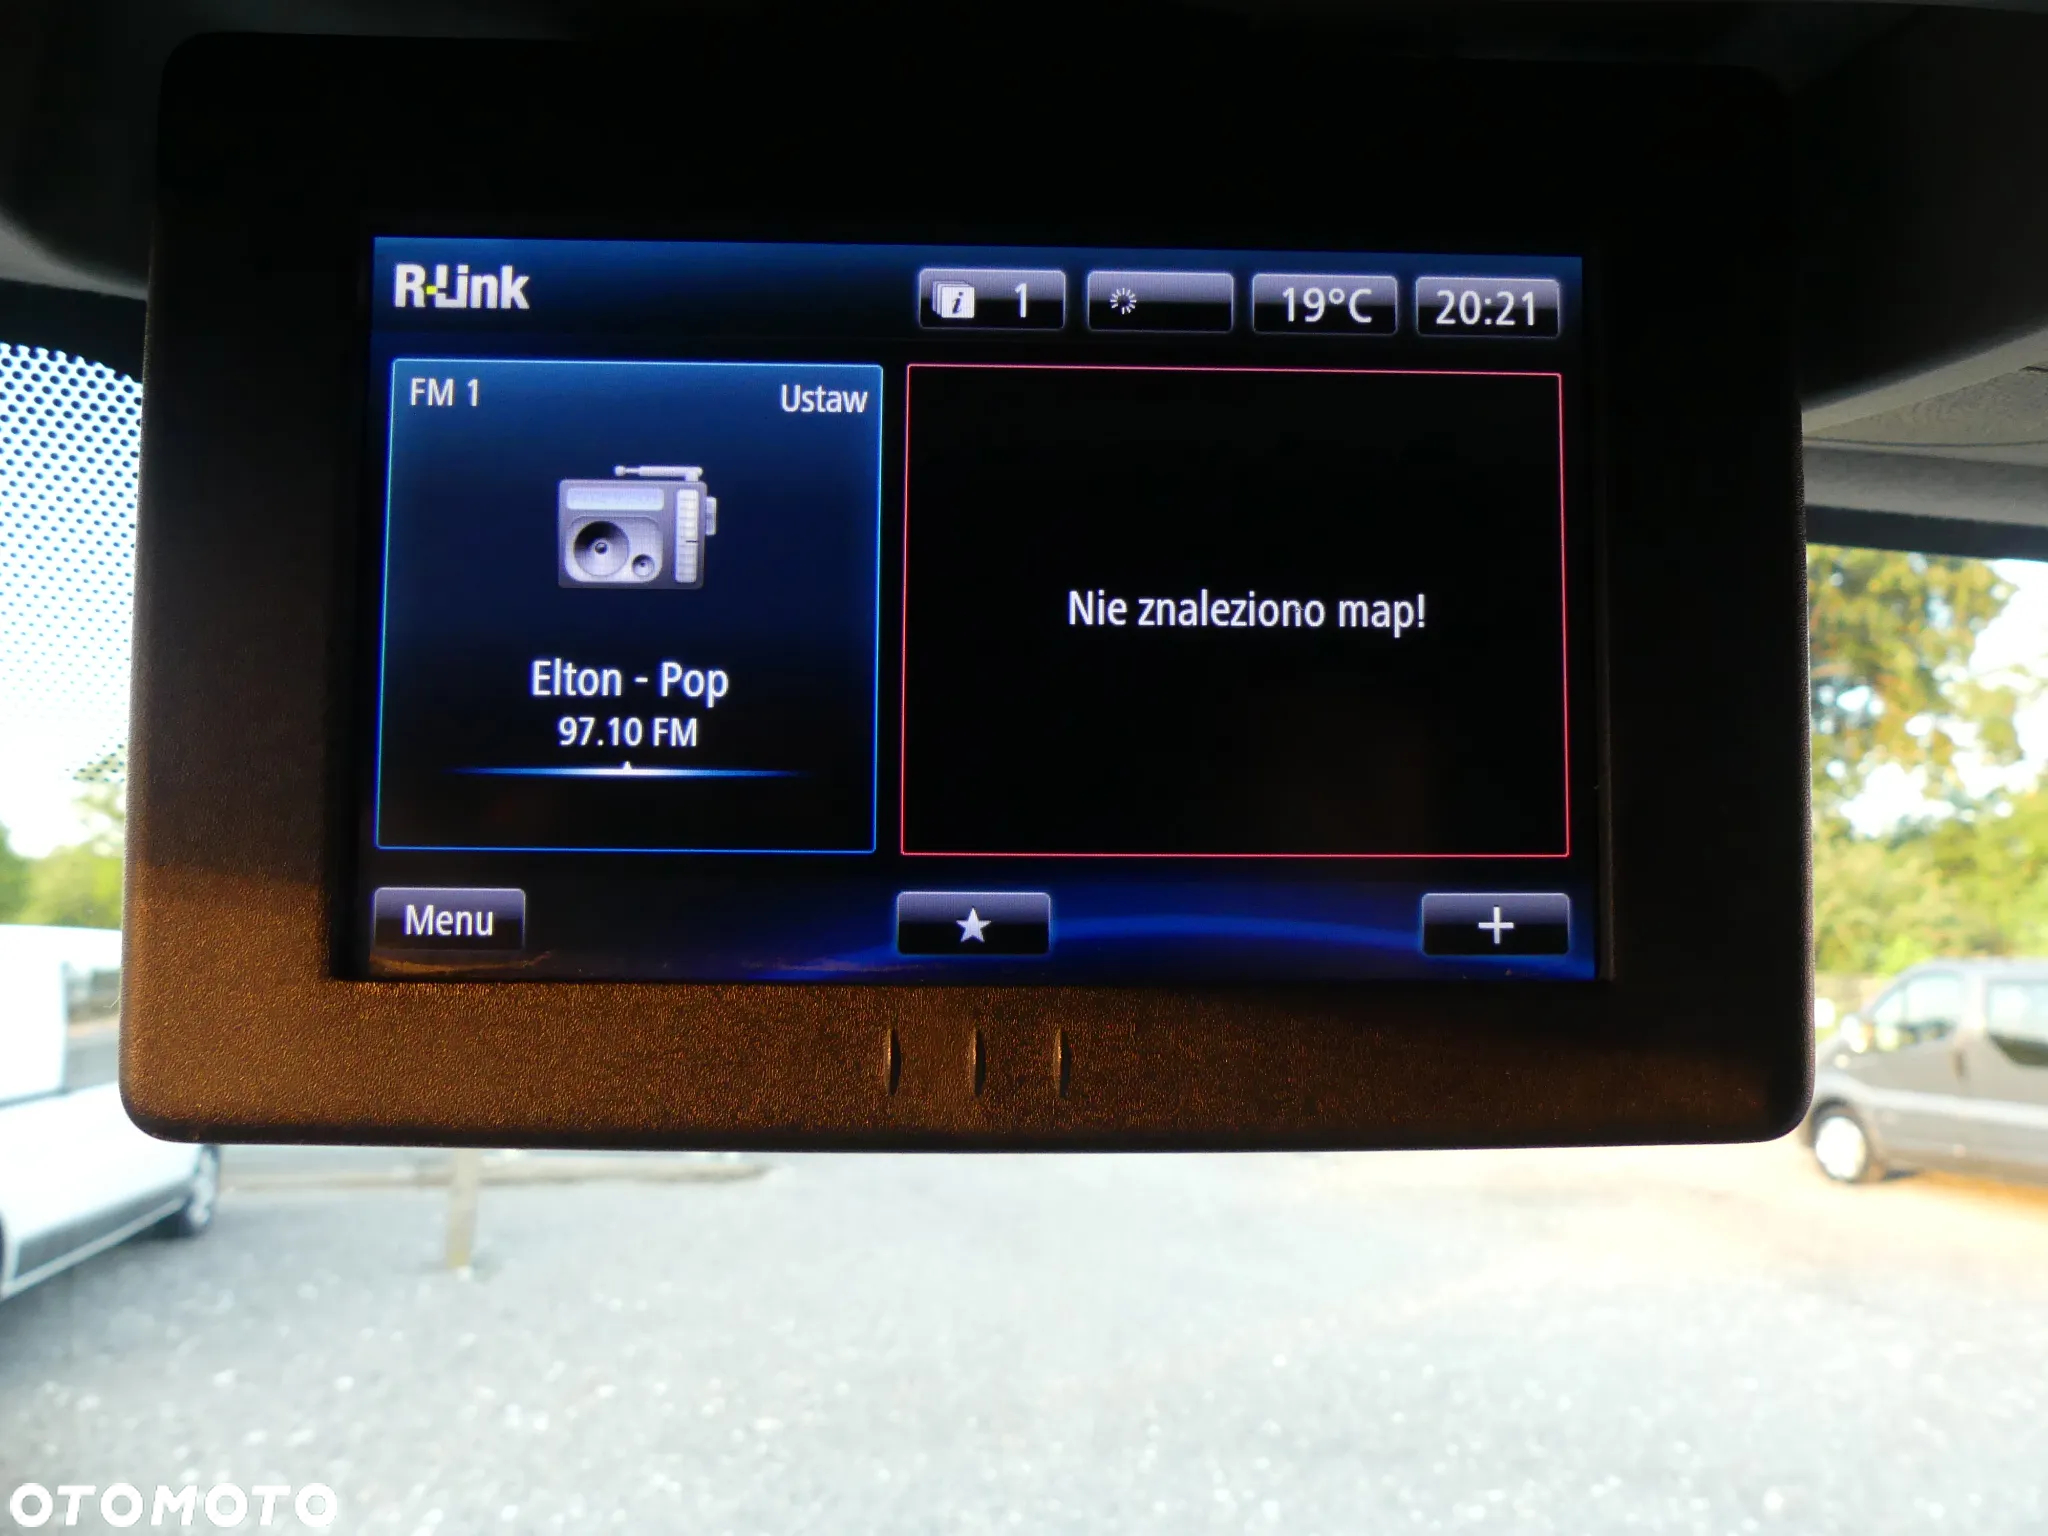 R-Link
1
19°C
20:21
FM 1
Ustaw
Elton - Pop
97.10 FM
Nie znaleziono map!
Menu
OTOMOTO